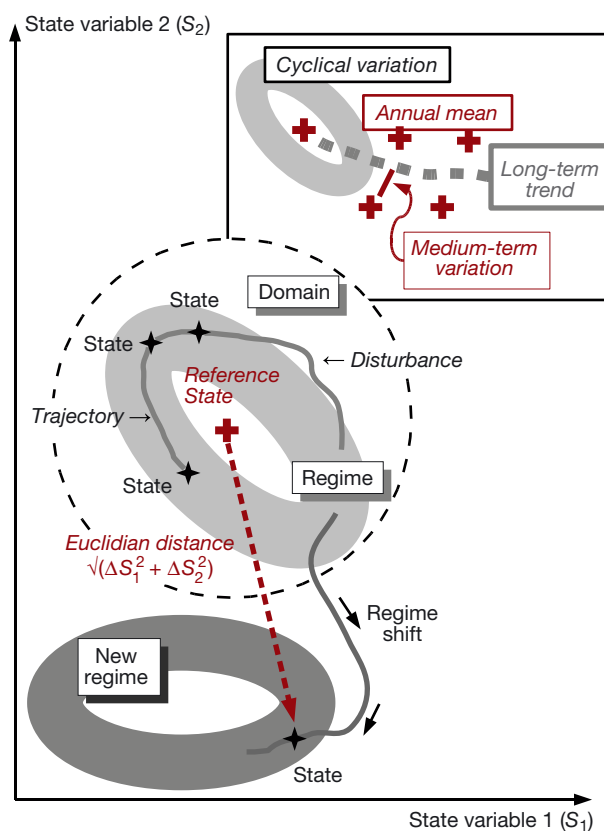 State variable 2 (S₂)
Cyclical variation
Annual mean
Long-term
trend
Medium-term
variation
State
Domain
State
← Disturbance
Reference
State
Trajectory →
State
Regime
Euclidian distance
√(ΔS₁² + ΔS₂²)
Regime
shift
New
regime
State
State variable 1 (S₁)